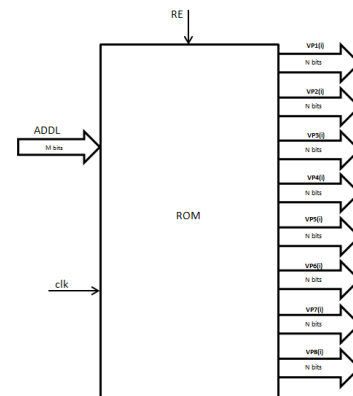 RE
VP1(i)
N bits
VP2(i)
N bits
ADDL
M bits
VP3(i)
N bits
VP4(i)
N bits
ROM
VP5(i)
N bits
VP6(i)
N bits
clk
VP7(i)
N bits
VP8(i)
N bits